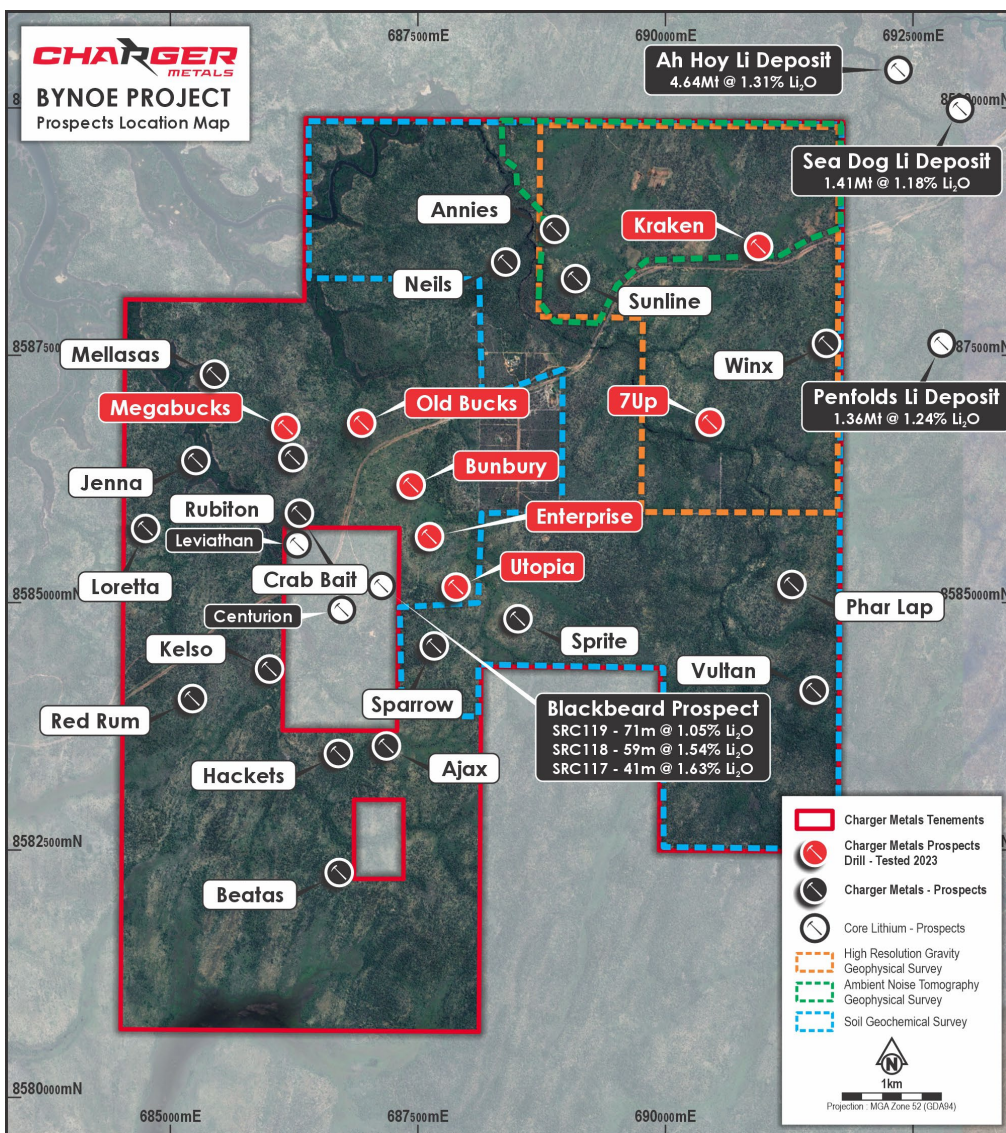 CHARGER
METALS
BYNOE PROJECT
Prospects Location Map
687500mE
690000mE
692500mE
Ah Hoy Li Deposit
4.64Mt @ 1.31% Li₂O
Sea Dog Li Deposit
1.41Mt @ 1.18% Li₂O
Annies
Kraken
Neils
Sunline
8587500mN
Mellasas
Winx
Megabucks
Old Bucks
7Up
Penfolds Li Deposit
1.36Mt @ 1.24% Li₂O
Jenna
Bunbury
Rubiton
Enterprise
Leviathan
Loretta
Crab Bait
Utopia
8585000mN
8585000mN
Centurion
Phar Lap
Kelso
Sprite
Sparrow
Vultan
Red Rum
Blackbeard Prospect
SRC119 - 71m @ 1.05% Li₂O
SRC118 - 59m @ 1.54% Li₂O
SRC117 - 41m @ 1.63% Li₂O
Hackets
Ajax
8582500mN
Beatas
Charger Metals Tenements
Charger Metals Prospects
Drill - Tested 2023
Charger Metals - Prospects
Core Lithium - Prospects
High Resolution Gravity
Geophysical Survey
Ambient Noise Tomography
Geophysical Survey
Soil Geochemical Survey
N
1km
Projection : MGA Zone 52 (GDA94)
8580000mN
685000mE
687500mE
690000mE